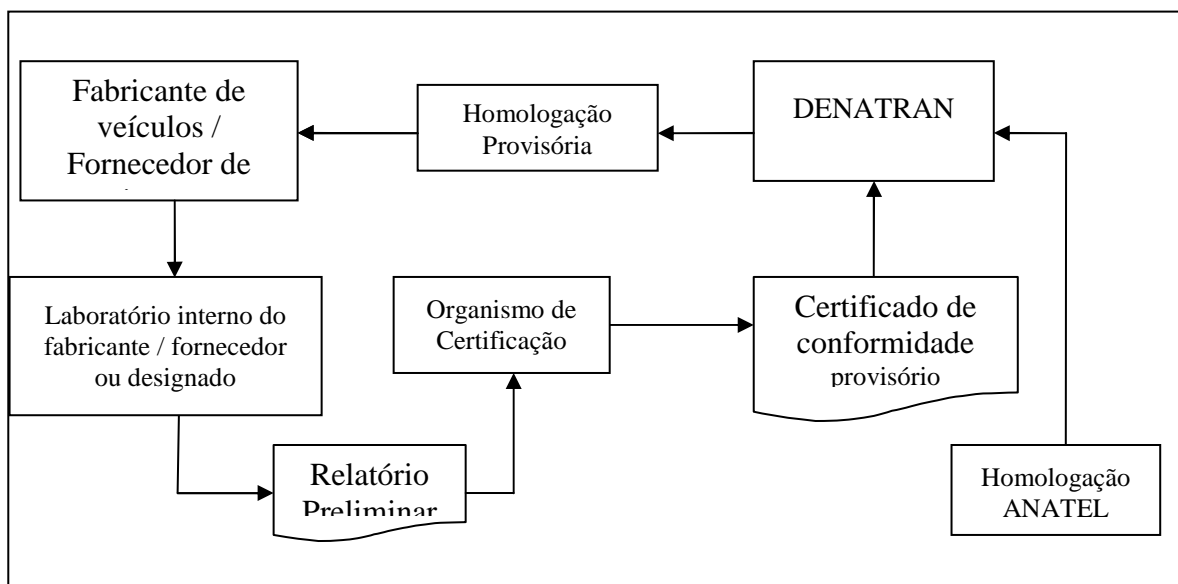 Fabricante de
veículos /
Fornecedor de
Homologação
Provisória
DENATRAN
Laboratório interno do
fabricante / fornecedor
ou designado
Organismo de
Certificação
Certificado de
conformidade
provisório
Relatório
Preliminar
Homologação
ANATEL